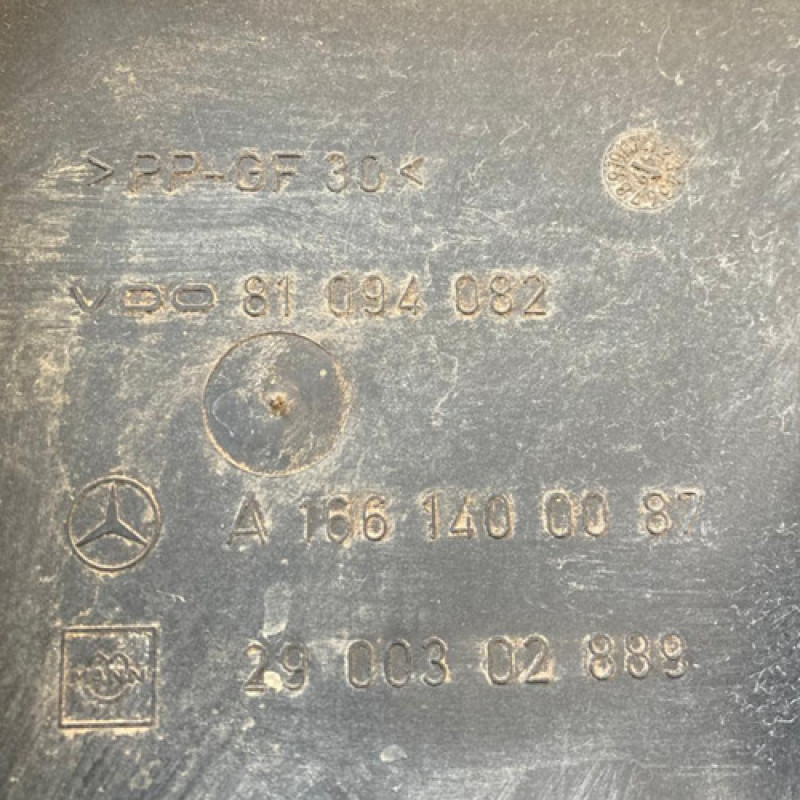 >PP-GF 30<
VDO 81 094 082
A 166 140 00 87
MANN 29 003 02 889